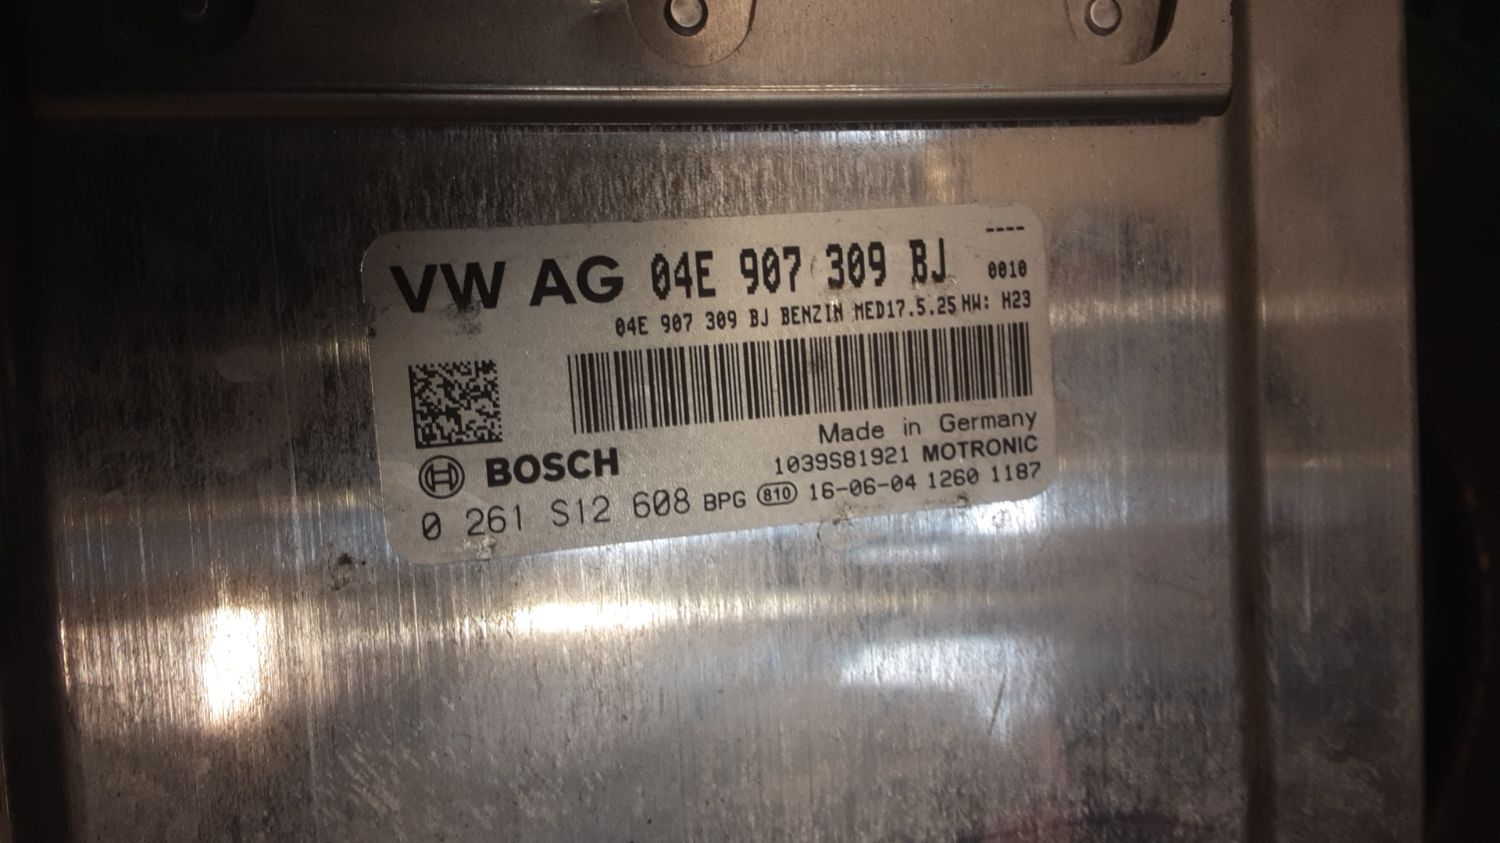 ----
VW AG 04E 907 309 BJ 0010
04E 907 309 BJ BENZIN MED17.5.25 HW: H23
Made in Germany
BOSCH 1039S81921 MOTRONIC
0 261 S12 608 BPG 810 16-06-04 1260 1187